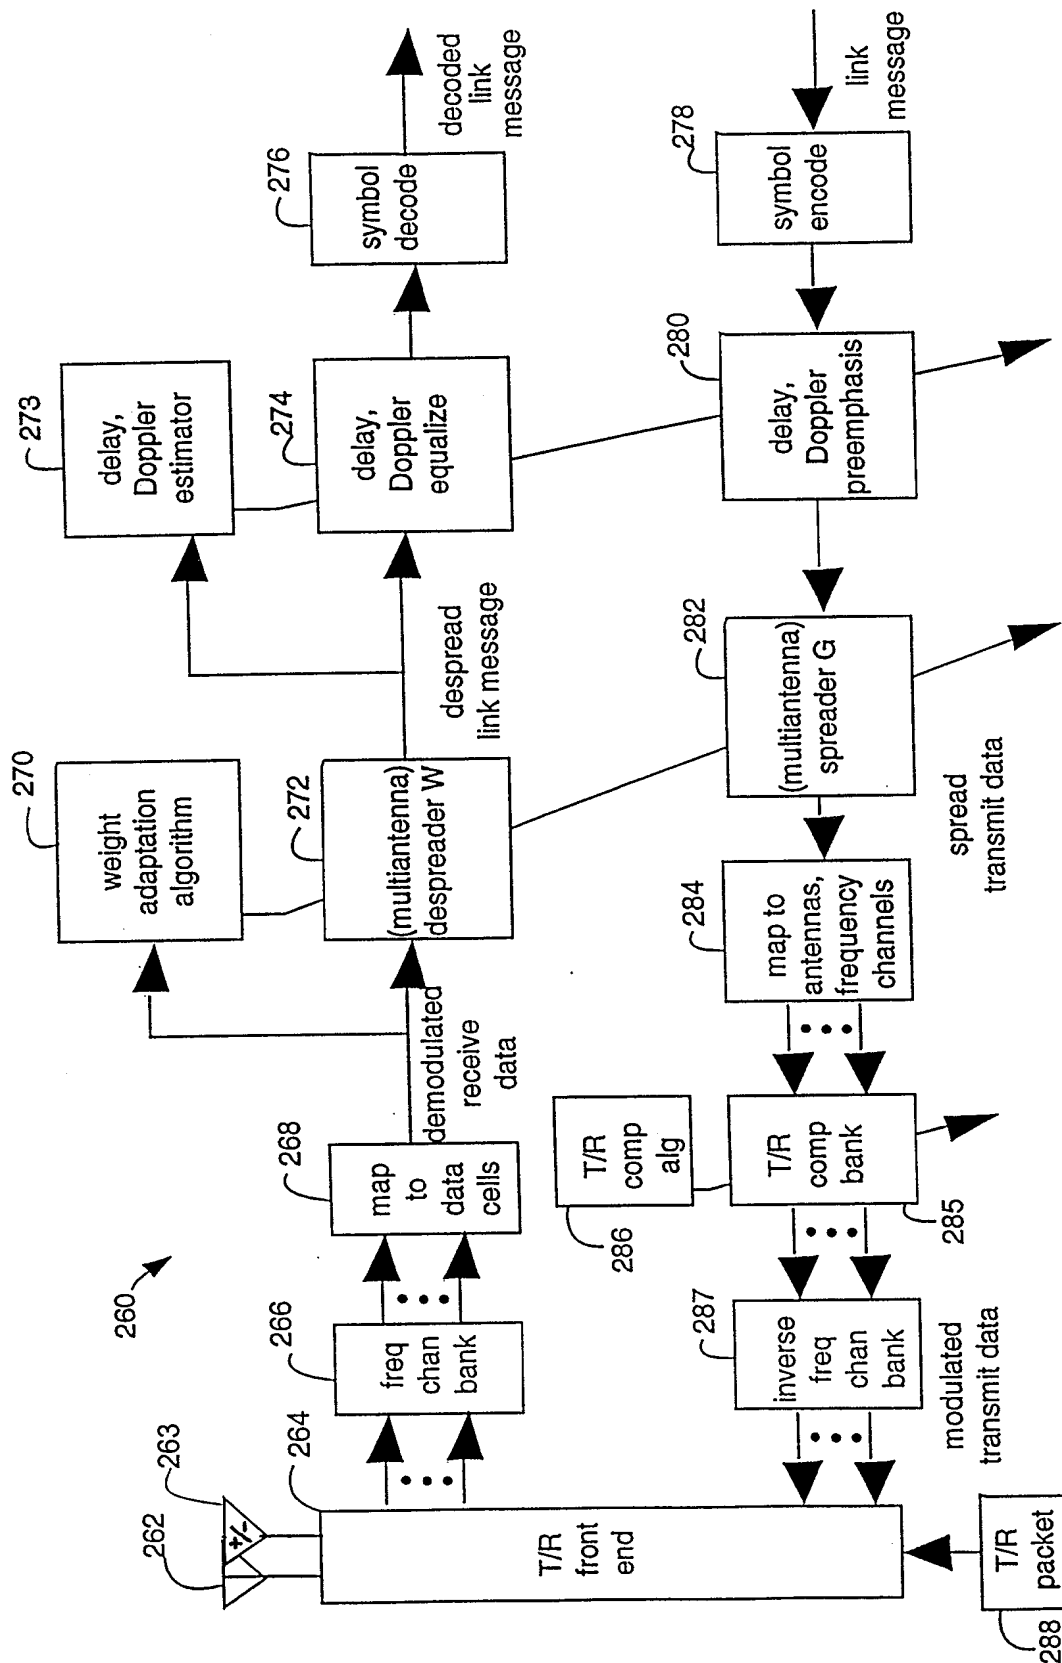 260
262
263
+/-
264
T/R
front
end
266
freq
chan
bank
268
map
to
data
cells
demodulated
receive
data
270
weight
adaptation
algorithm
272
(multiantenna)
despreader W
despread
link message
273
delay,
Doppler
estimator
274
delay,
Doppler
equalize
276
symbol
decode
decoded
link
message
link
message
278
symbol
encode
280
delay,
Doppler
preemphasis
282
(multiantenna)
spreader G
spread
transmit data
284
map to
antennas,
frequency
channels
T/R
comp
alg
286
T/R
comp
bank
285
287
inverse
freq
chan
bank
modulated
transmit data
T/R
packet
288